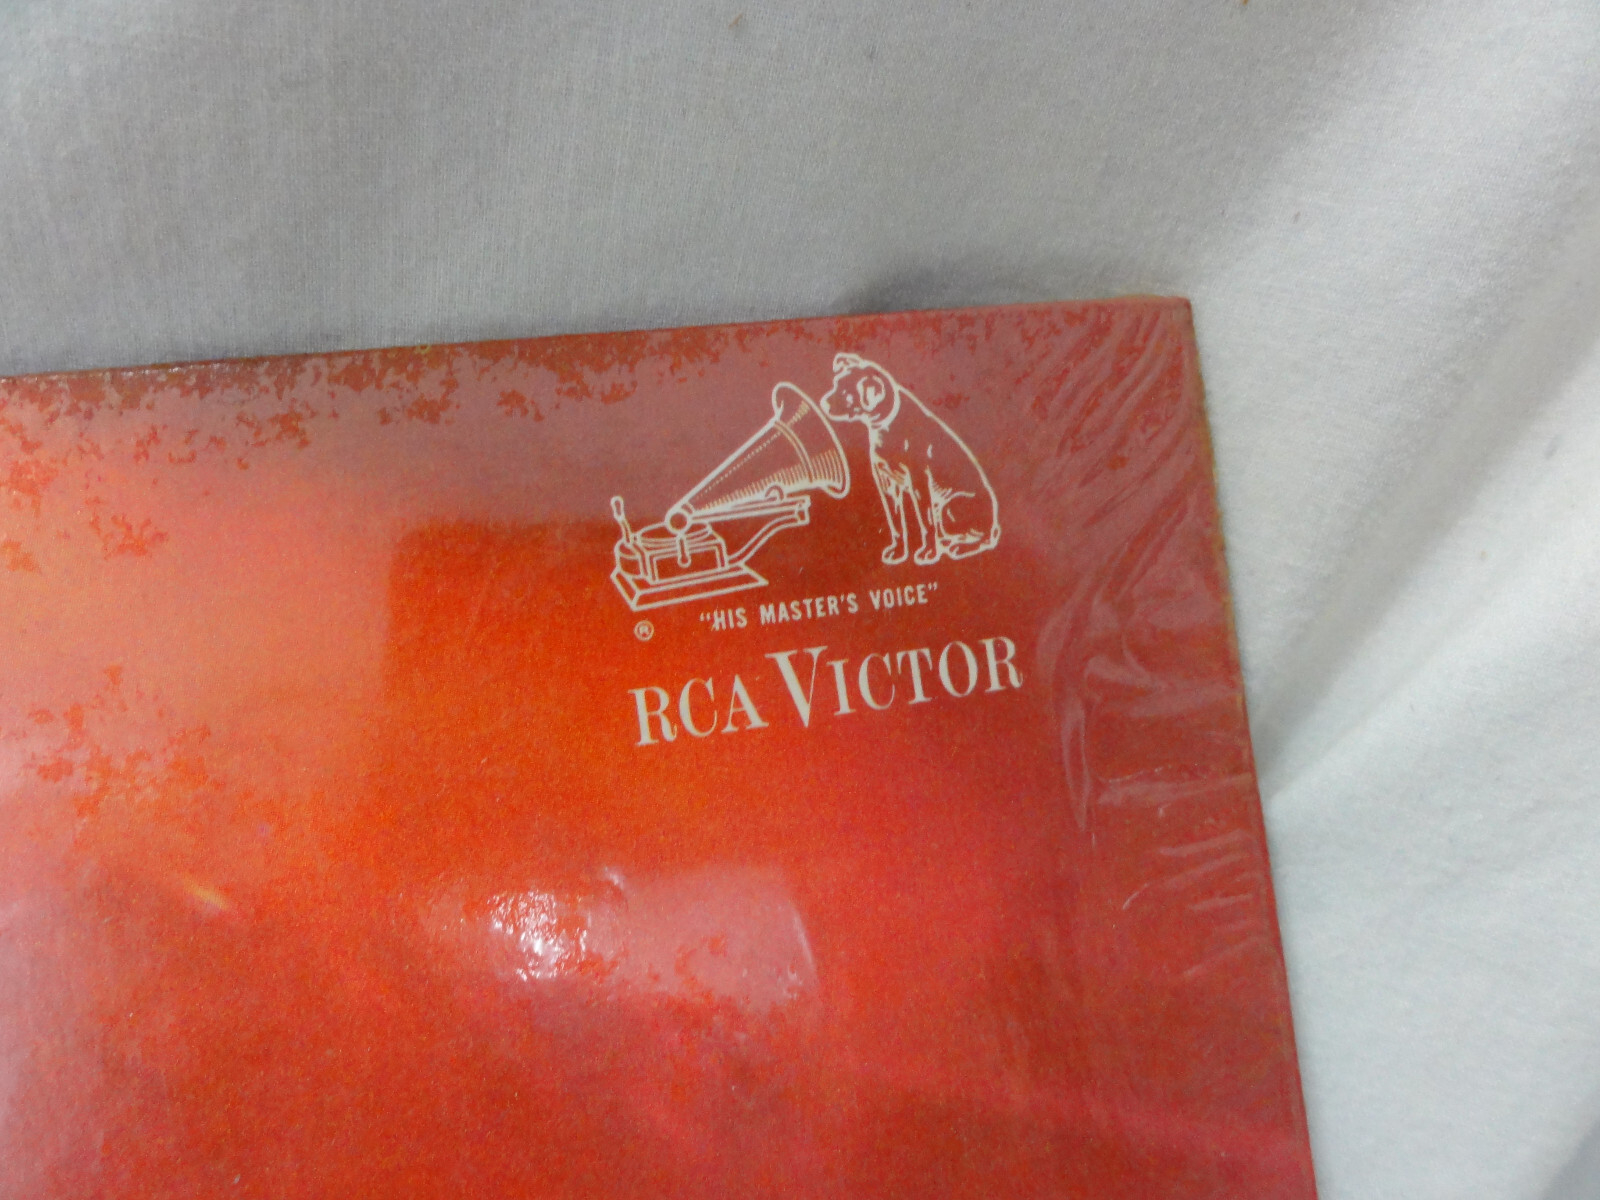 "HIS MASTER'S VOICE"
®
RCA VICTOR